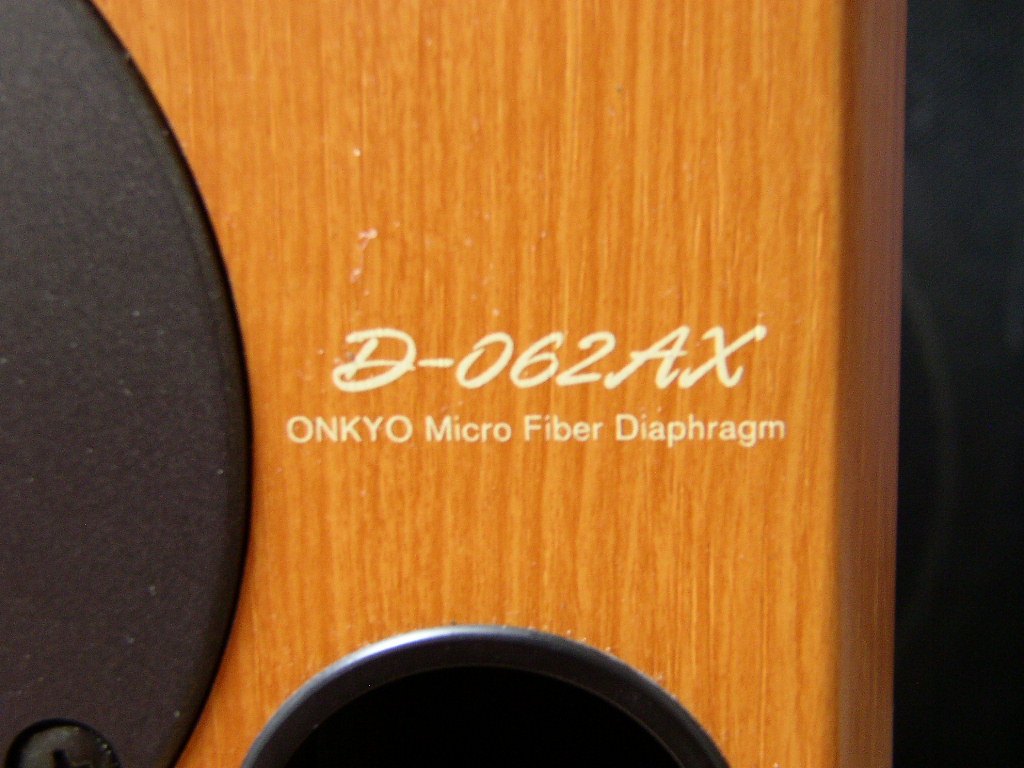 D-062AX
ONKYO Micro Fiber Diaphragm